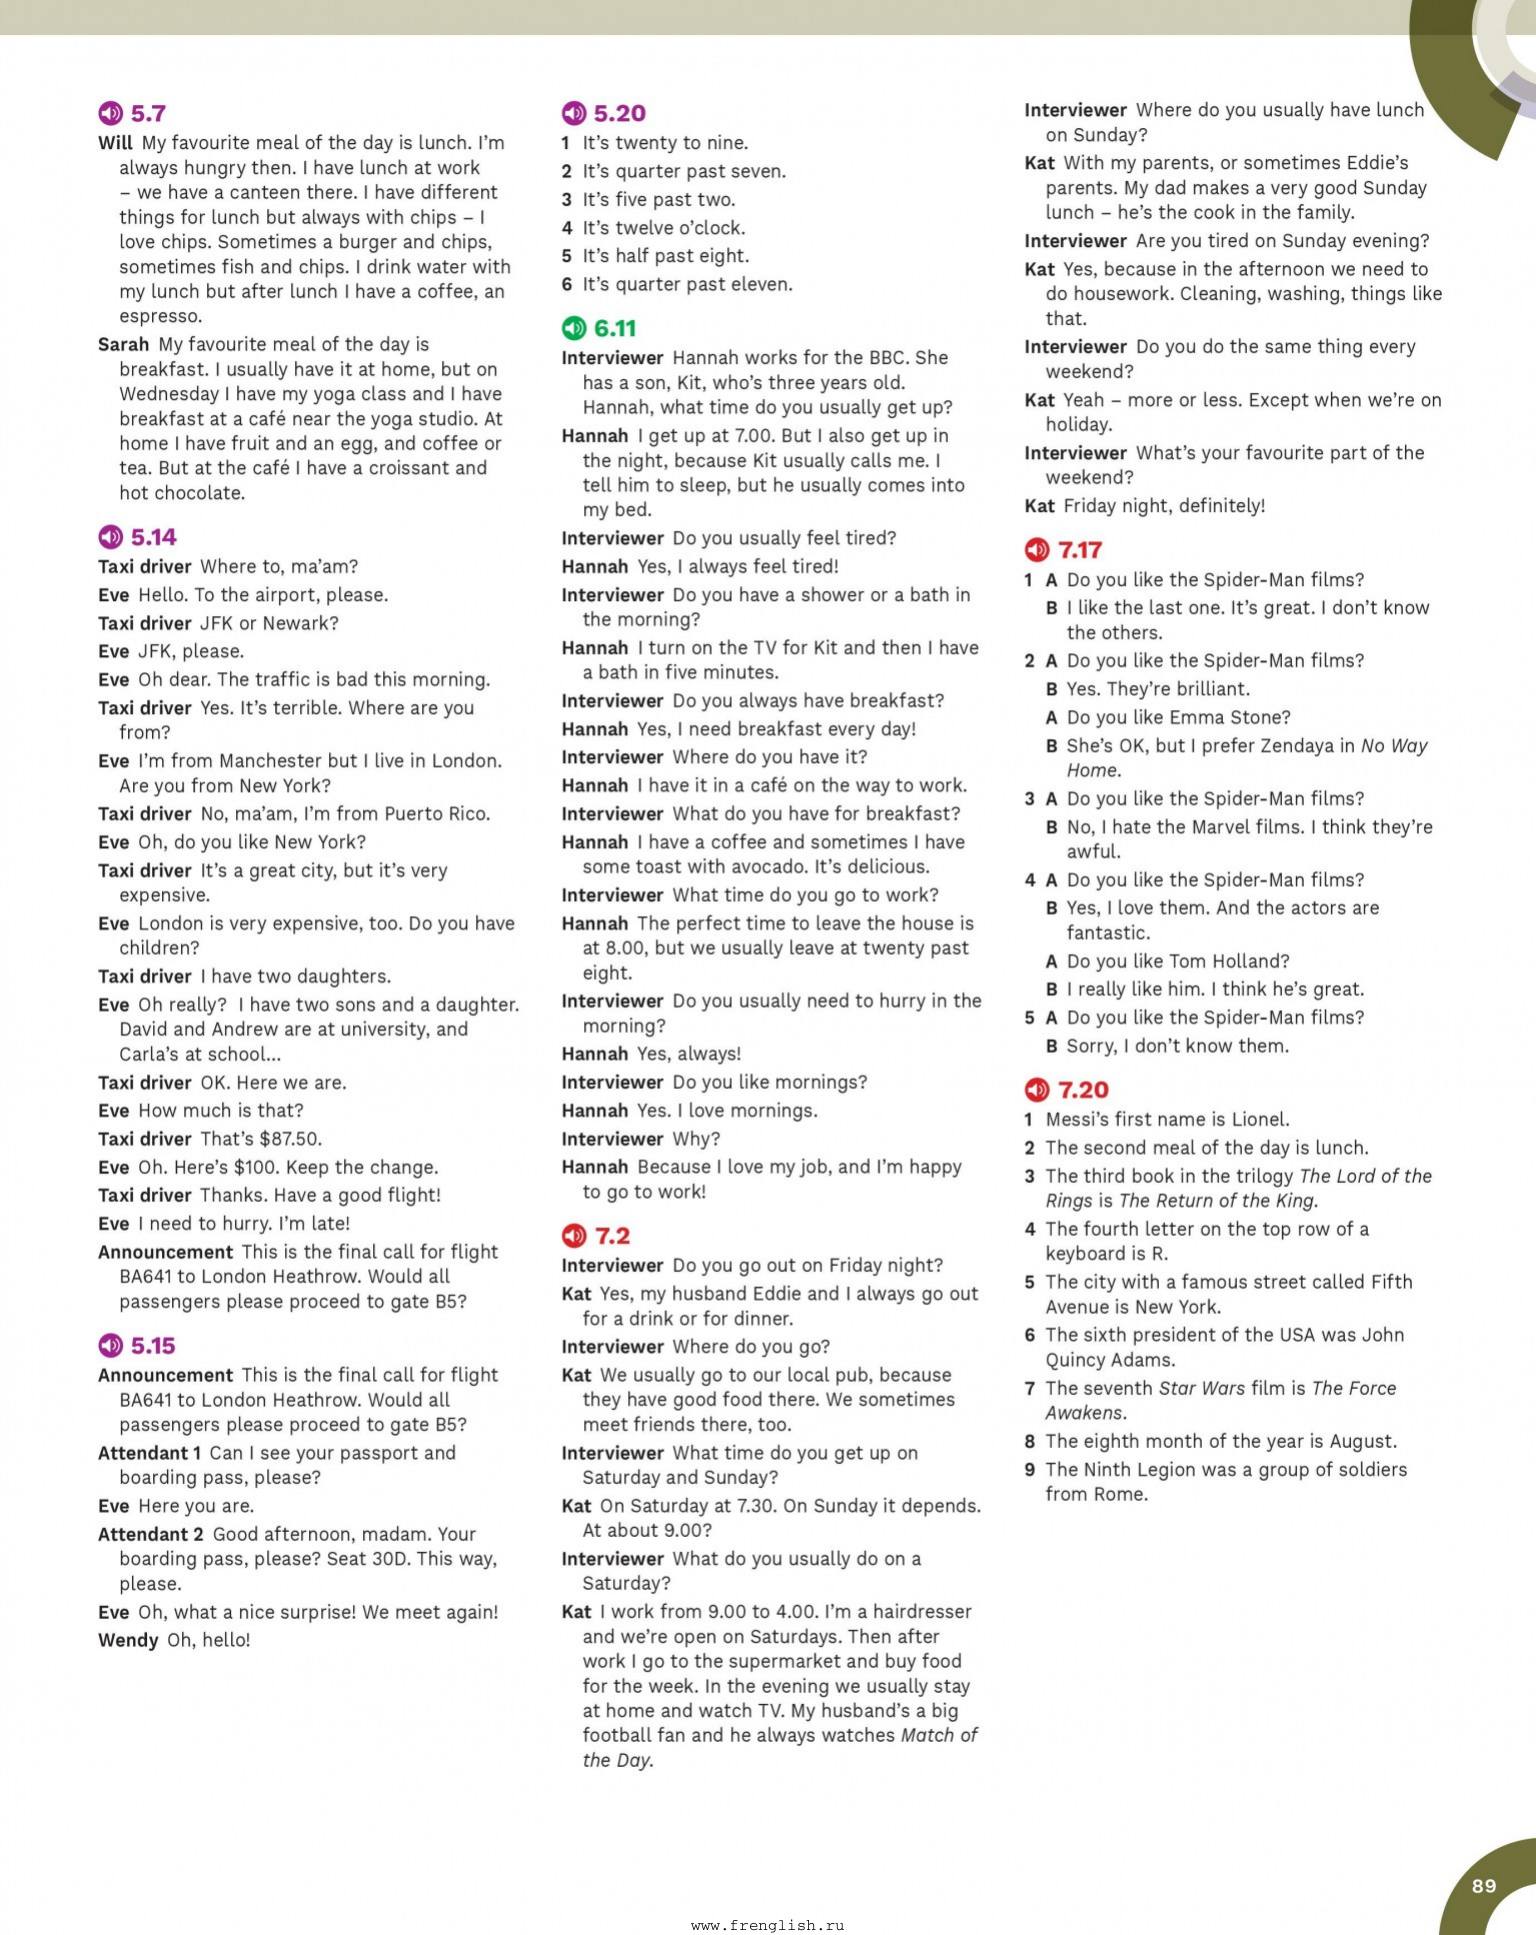 5.7
Will My favourite meal of the day is lunch. I'm
always hungry then. I have lunch at work
– we have a canteen there. I have different
things for lunch but always with chips – I
love chips. Sometimes a burger and chips,
sometimes fish and chips. I drink water with
my lunch but after lunch I have a coffee, an
espresso.
Sarah My favourite meal of the day is
breakfast. I usually have it at home, but on
Wednesday I have my yoga class and I have
breakfast at a café near the yoga studio. At
home I have fruit and an egg, and coffee or
tea. But at the café I have a croissant and
hot chocolate.
5.14
Taxi driver Where to, ma'am?
Eve Hello. To the airport, please.
Taxi driver JFK or Newark?
Eve JFK, please.
Eve Oh dear. The traffic is bad this morning.
Taxi driver Yes. It's terrible. Where are you
from?
Eve I'm from Manchester but I live in London.
Are you from New York?
Taxi driver No, ma'am, I'm from Puerto Rico.
Eve Oh, do you like New York?
Taxi driver It's a great city, but it's very
expensive.
Eve London is very expensive, too. Do you have
children?
Taxi driver I have two daughters.
Eve Oh really? I have two sons and a daughter.
David and Andrew are at university, and
Carla's at school...
Taxi driver OK. Here we are.
Eve How much is that?
Taxi driver That's $87.50.
Eve Oh. Here's $100. Keep the change.
Taxi driver Thanks. Have a good flight!
Eve I need to hurry. I'm late!
Announcement This is the final call for flight
BA641 to London Heathrow. Would all
passengers please proceed to gate B5?
5.15
Announcement This is the final call for flight
BA641 to London Heathrow. Would all
passengers please proceed to gate B5?
Attendant 1 Can I see your passport and
boarding pass, please?
Eve Here you are.
Attendant 2 Good afternoon, madam. Your
boarding pass, please? Seat 30D. This way,
please.
Eve Oh, what a nice surprise! We meet again!
Wendy Oh, hello!
5.20
1 It's twenty to nine.
2 It's quarter past seven.
3 It's five past two.
4 It's twelve o'clock.
5 It's half past eight.
6 It's quarter past eleven.
6.11
Interviewer Hannah works for the BBC. She
has a son, Kit, who's three years old.
Hannah, what time do you usually get up?
Hannah I get up at 7.00. But I also get up in
the night, because Kit usually calls me. I
tell him to sleep, but he usually comes into
my bed.
Interviewer Do you usually feel tired?
Hannah Yes, I always feel tired!
Interviewer Do you have a shower or a bath in
the morning?
Hannah I turn on the TV for Kit and then I have
a bath in five minutes.
Interviewer Do you always have breakfast?
Hannah Yes, I need breakfast every day!
Interviewer Where do you have it?
Hannah I have it in a café on the way to work.
Interviewer What do you have for breakfast?
Hannah I have a coffee and sometimes I have
some toast with avocado. It's delicious.
Interviewer What time do you go to work?
Hannah The perfect time to leave the house is
at 8.00, but we usually leave at twenty past
eight.
Interviewer Do you usually need to hurry in the
morning?
Hannah Yes, always!
Interviewer Do you like mornings?
Hannah Yes. I love mornings.
Interviewer Why?
Hannah Because I love my job, and I'm happy
to go to work!
7.2
Interviewer Do you go out on Friday night?
Kat Yes, my husband Eddie and I always go out
for a drink or for dinner.
Interviewer Where do you go?
Kat We usually go to our local pub, because
they have good food there. We sometimes
meet friends there, too.
Interviewer What time do you get up on
Saturday and Sunday?
Kat On Saturday at 7.30. On Sunday it depends.
At about 9.00?
Interviewer What do you usually do on a
Saturday?
Kat I work from 9.00 to 4.00. I'm a hairdresser
and we're open on Saturdays. Then after
work I go to the supermarket and buy food
for the week. In the evening we usually stay
at home and watch TV. My husband's a big
football fan and he always watches Match of
the Day.
Interviewer Where do you usually have lunch
on Sunday?
Kat With my parents, or sometimes Eddie's
parents. My dad makes a very good Sunday
lunch – he's the cook in the family.
Interviewer Are you tired on Sunday evening?
Kat Yes, because in the afternoon we need to
do housework. Cleaning, washing, things like
that.
Interviewer Do you do the same thing every
weekend?
Kat Yeah – more or less. Except when we're on
holiday.
Interviewer What's your favourite part of the
weekend?
Kat Friday night, definitely!
7.17
1 A Do you like the Spider-Man films?
B I like the last one. It's great. I don't know
the others.
2 A Do you like the Spider-Man films?
B Yes. They're brilliant.
A Do you like Emma Stone?
B She's OK, but I prefer Zendaya in No Way
Home.
3 A Do you like the Spider-Man films?
B No, I hate the Marvel films. I think they're
awful.
4 A Do you like the Spider-Man films?
B Yes, I love them. And the actors are
fantastic.
A Do you like Tom Holland?
B I really like him. I think he's great.
5 A Do you like the Spider-Man films?
B Sorry, I don't know them.
7.20
1 Messi's first name is Lionel.
2 The second meal of the day is lunch.
3 The third book in the trilogy The Lord of the
Rings is The Return of the King.
4 The fourth letter on the top row of a
keyboard is R.
5 The city with a famous street called Fifth
Avenue is New York.
6 The sixth president of the USA was John
Quincy Adams.
7 The seventh Star Wars film is The Force
Awakens.
8 The eighth month of the year is August.
9 The Ninth Legion was a group of soldiers
from Rome.
89
www.frenglish.ru